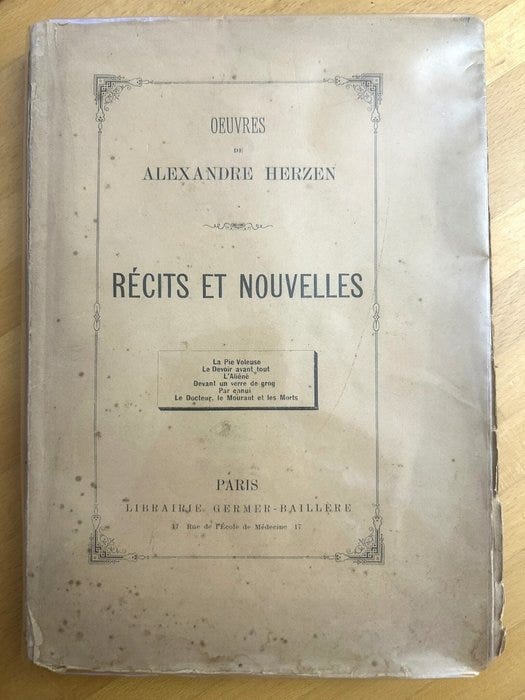 OEUVRES
DE
ALEXANDRE HERZEN
RÉCITS ET NOUVELLES
La Pie Voleuse
Le Devoir avant tout
L'Aliéné
Devant un verre de grog
Par ennui
Le Docteur, le Mourant et les Morts
PARIS
LIBRAIRIE GERMER-BAILLÈRE
17 Rue de l'École de Médecine 17